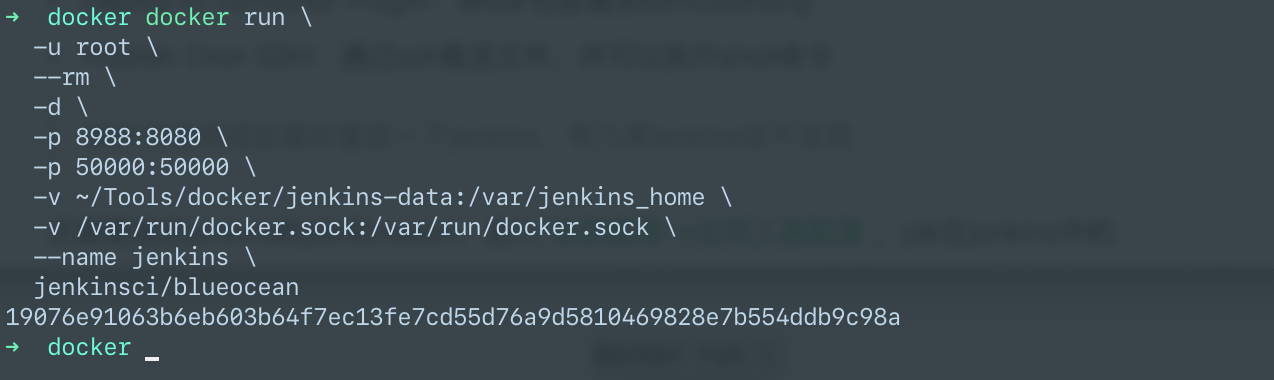 ➜  docker docker run \
  -u root \
  --rm \
  -d \
  -p 8988:8080 \
  -p 50000:50000 \
  -v ~/Tools/docker/jenkins-data:/var/jenkins_home \
  -v /var/run/docker.sock:/var/run/docker.sock \
  --name jenkins \
  jenkinsci/blueocean
19076e91063b6eb603b64f7ec13fe7cd55d76a9d5810469828e7b554ddb9c98a
➜  docker